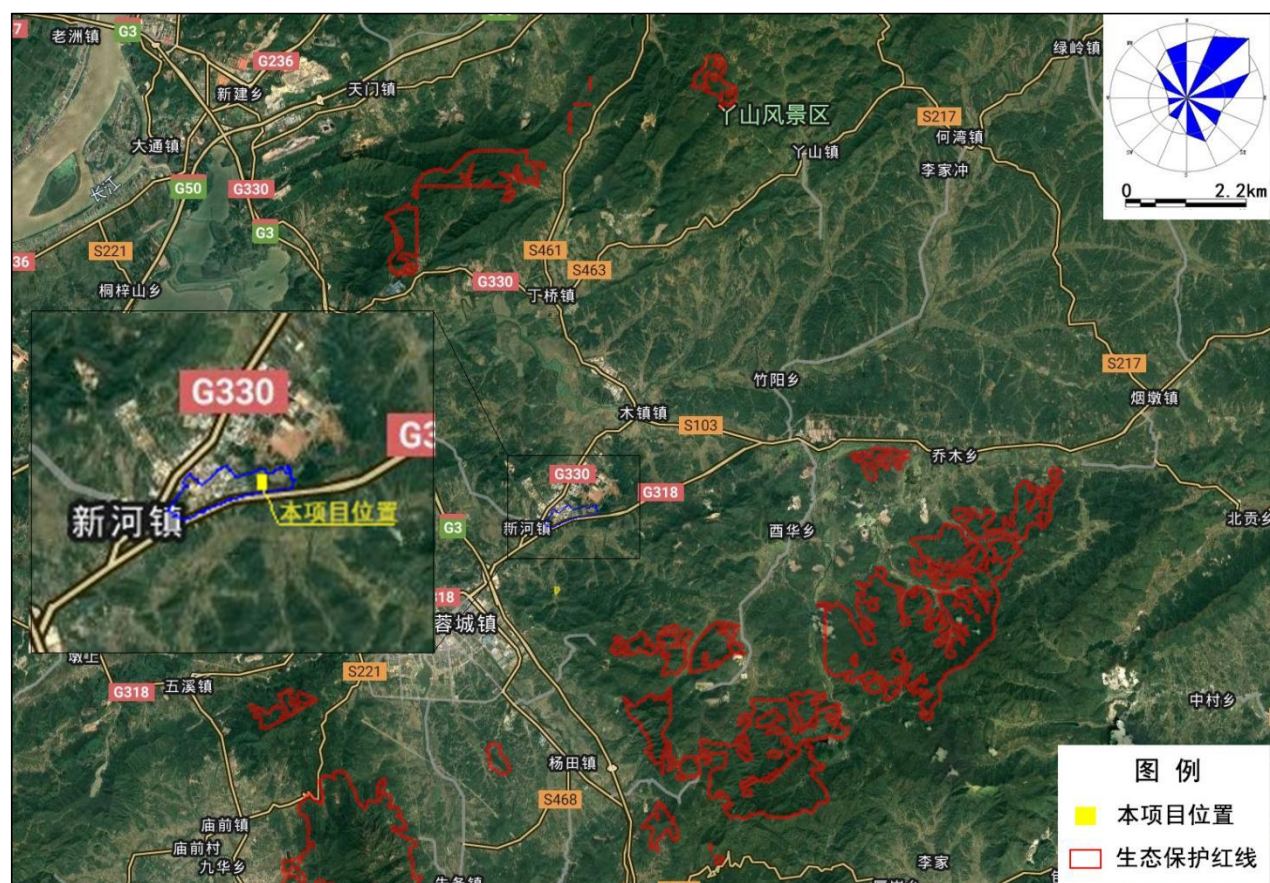 7
老洲镇
G3
G236
新建乡
天门镇
大通镇
长江
G50
G330
S221
G3
36
桐梓山乡
丫山风景区
绿岭镇
S217
何湾镇
丫山镇
李家冲
0 2.2km
S461
S463
G330
丁桥镇
竹阳乡
S217
烟墩镇
木镇镇
S103
乔木乡
G330
G318
新河镇
酉华乡
北贡乡
G3
G330
G3
新河镇
本项目位置
318
蓉城镇
S221
G318
五溪镇
中村乡
杨田镇
S468
庙前镇
庙前村
九华乡
李家
图 例
本项目位置
生态保护红线